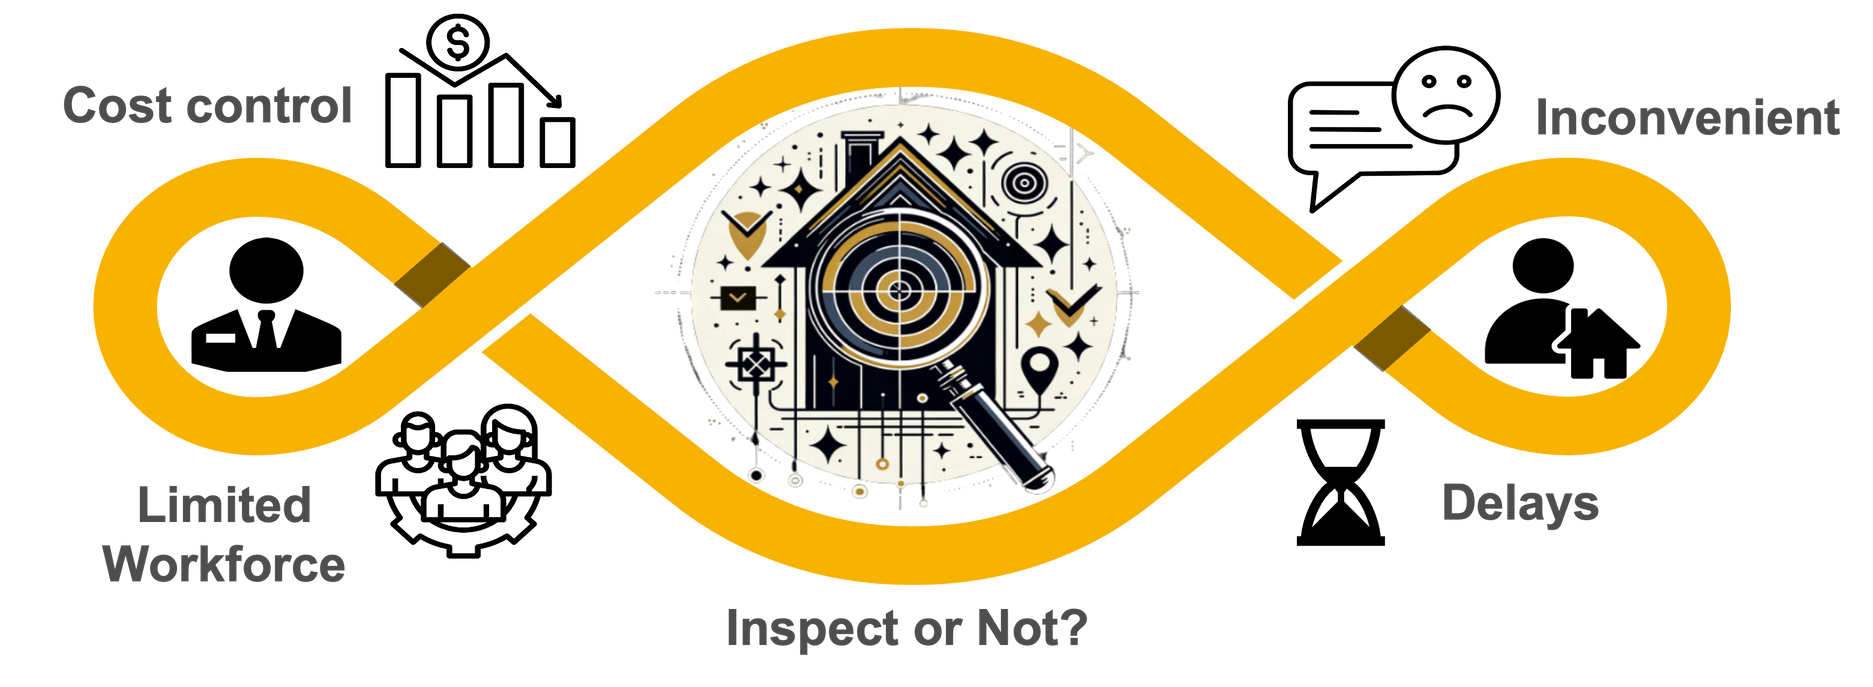 Cost control
$
Inconvenient
Limited
Workforce
Delays
Inspect or Not?